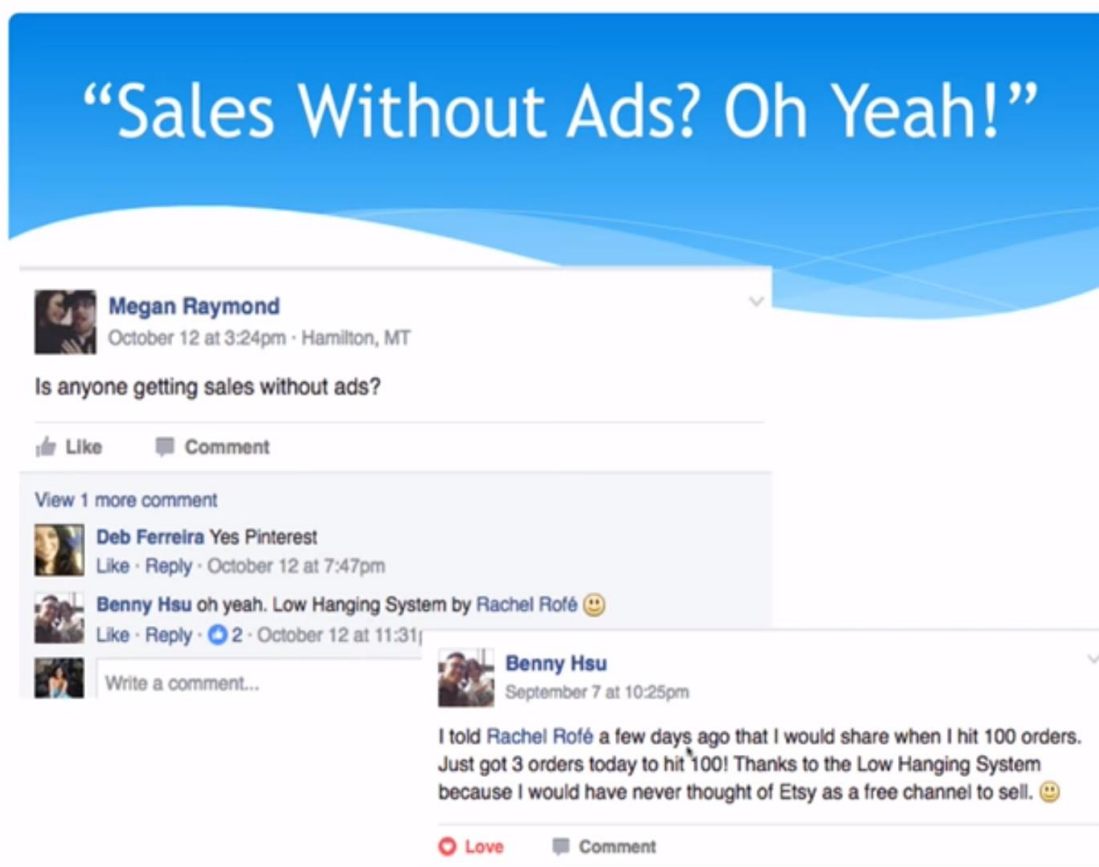 “Sales Without Ads? Oh Yeah!”
Megan Raymond
October 12 at 3:24pm · Hamilton, MT
Is anyone getting sales without ads?
Like Comment
View 1 more comment
Deb Ferreira Yes Pinterest
Like · Reply · October 12 at 7:47pm
Benny Hsu oh yeah. Low Hanging System by Rachel Rofé 🙂
Like · Reply · 2 · October 12 at 11:31
Write a comment...
Benny Hsu
September 7 at 10:25pm
I told Rachel Rofé a few days ago that I would share when I hit 100 orders.
Just got 3 orders today to hit 100! Thanks to the Low Hanging System
because I would have never thought of Etsy as a free channel to sell. 🙂
Love Comment